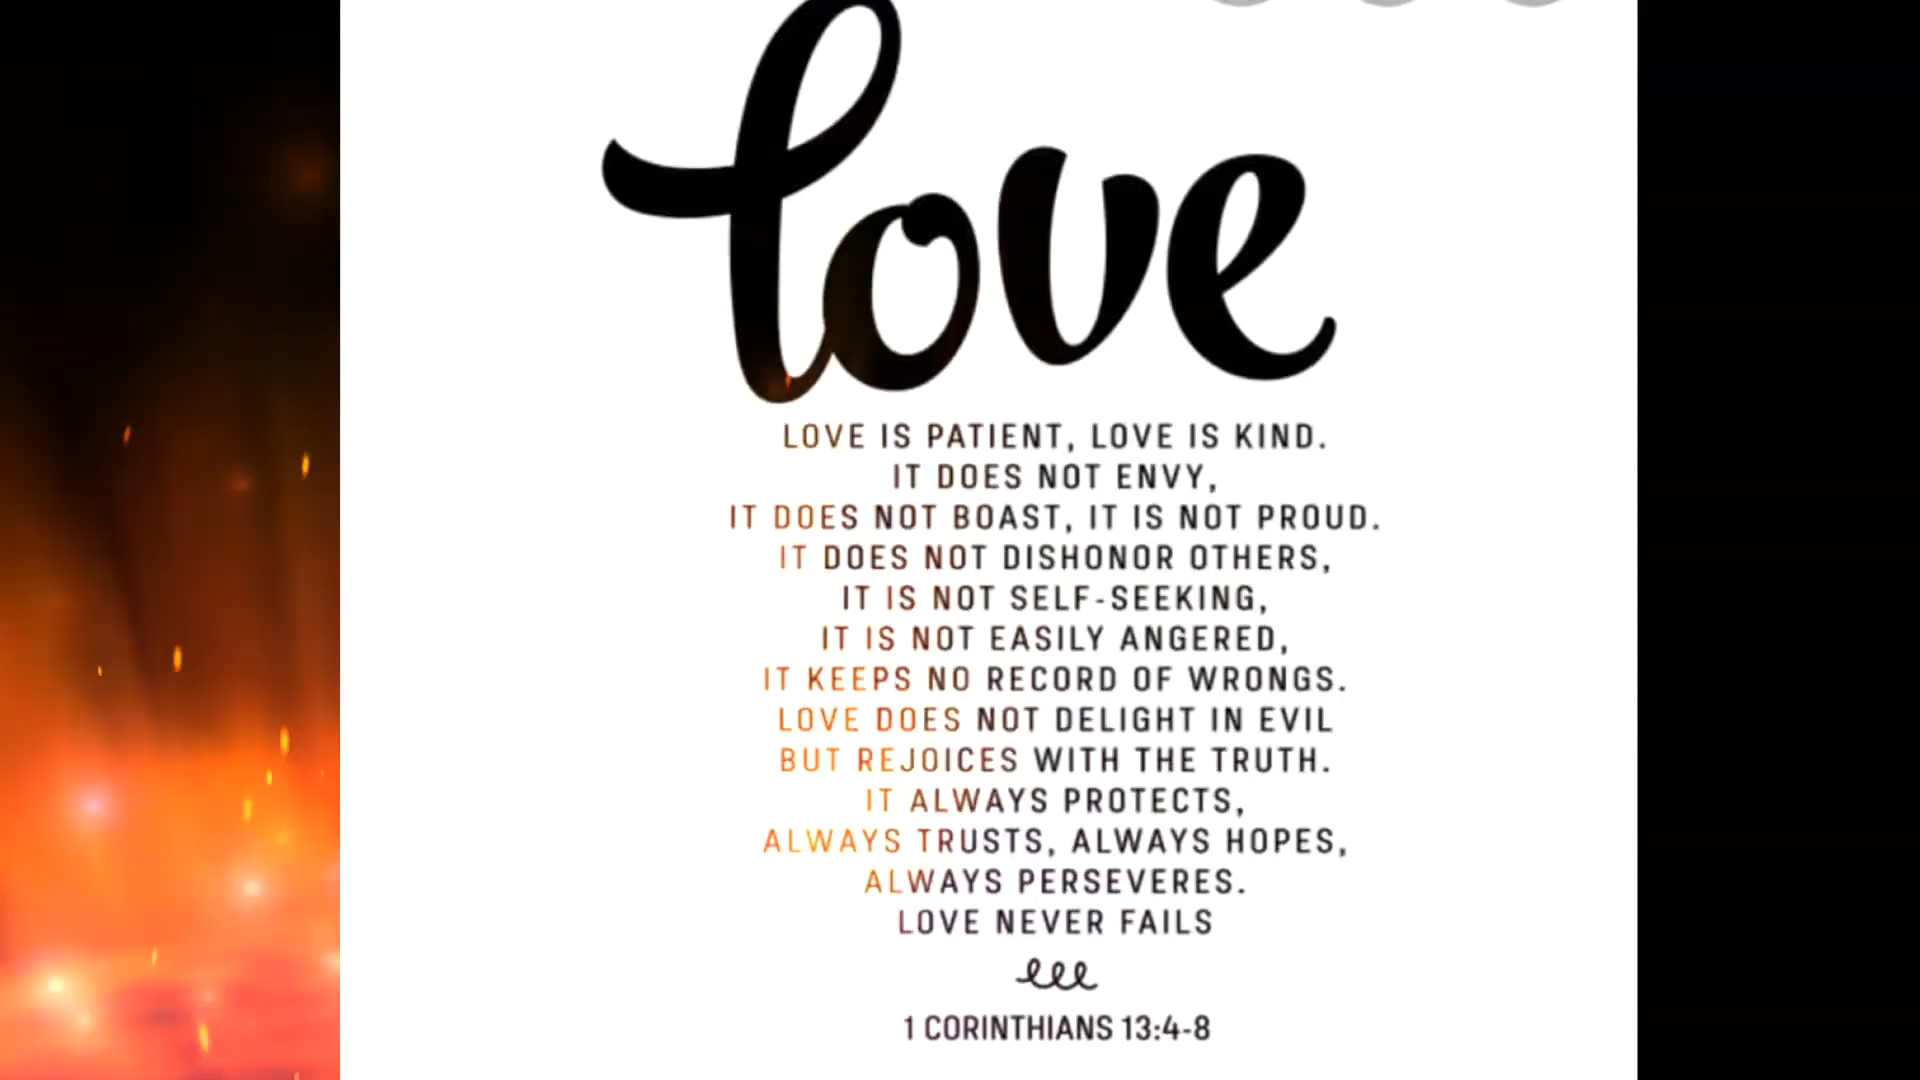 love
LOVE IS PATIENT, LOVE IS KIND.
IT DOES NOT ENVY,
IT DOES NOT BOAST, IT IS NOT PROUD.
IT DOES NOT DISHONOR OTHERS,
IT IS NOT SELF-SEEKING,
IT IS NOT EASILY ANGERED,
IT KEEPS NO RECORD OF WRONGS.
LOVE DOES NOT DELIGHT IN EVIL
BUT REJOICES WITH THE TRUTH.
IT ALWAYS PROTECTS,
ALWAYS TRUSTS, ALWAYS HOPES,
ALWAYS PERSEVERES.
LOVE NEVER FAILS
1 CORINTHIANS 13:4-8